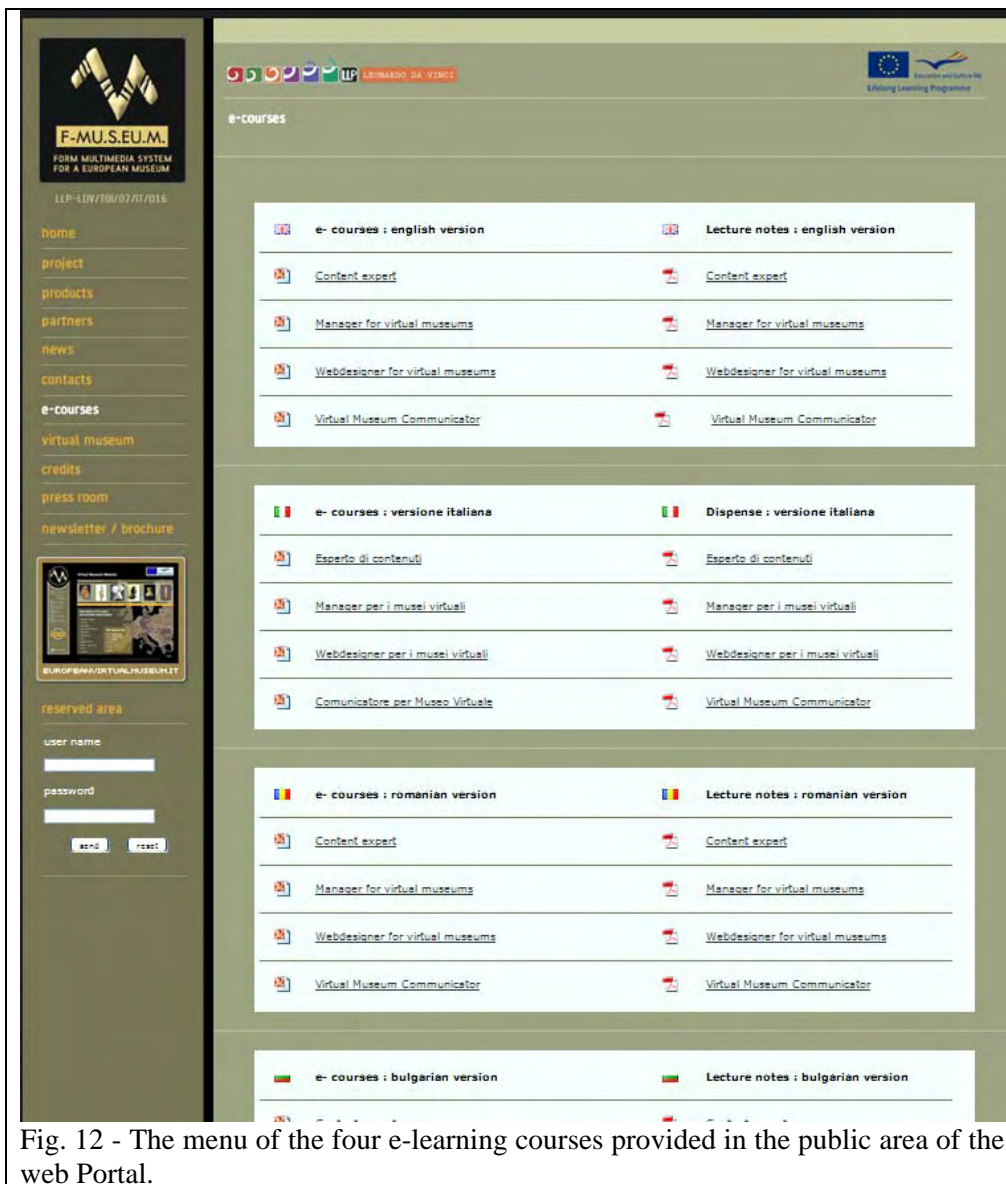 F-MU.S.EU.M.
FORM MULTIMEDIA SYSTEM
FOR A EUROPEAN MUSEUM
LLP-LDV/TOI/07/IT/016
home
project
products
partners
news
contacts
e-courses
virtual museum
credits
press room
newsletter / brochure
EUROPEANVIRTUALMUSEUM.IT
reserved area
user name
password
send reset
LLP LEONARDO DA VINCI
Education and Culture DG
Lifelong Learning Programme
e-courses
e- courses : english version Lecture notes : english version
Content expert Content expert
Manager for virtual museums Manager for virtual museums
Webdesigner for virtual museums Webdesigner for virtual museums
Virtual Museum Communicator Virtual Museum Communicator
e- courses : versione italiana Dispense : versione italiana
Esperto di contenuti Esperto di contenuti
Manager per i musei virtuali Manager per i musei virtuali
Webdesigner per i musei virtuali Webdesigner per i musei virtuali
Comunicatore per Museo Virtuale Virtual Museum Communicator
e- courses : romanian version Lecture notes : romanian version
Content expert Content expert
Manager for virtual museums Manager for virtual museums
Webdesigner for virtual museums Webdesigner for virtual museums
Virtual Museum Communicator Virtual Museum Communicator
e- courses : bulgarian version Lecture notes : bulgarian version
Fig. 12 - The menu of the four e-learning courses provided in the public area of the
web Portal.